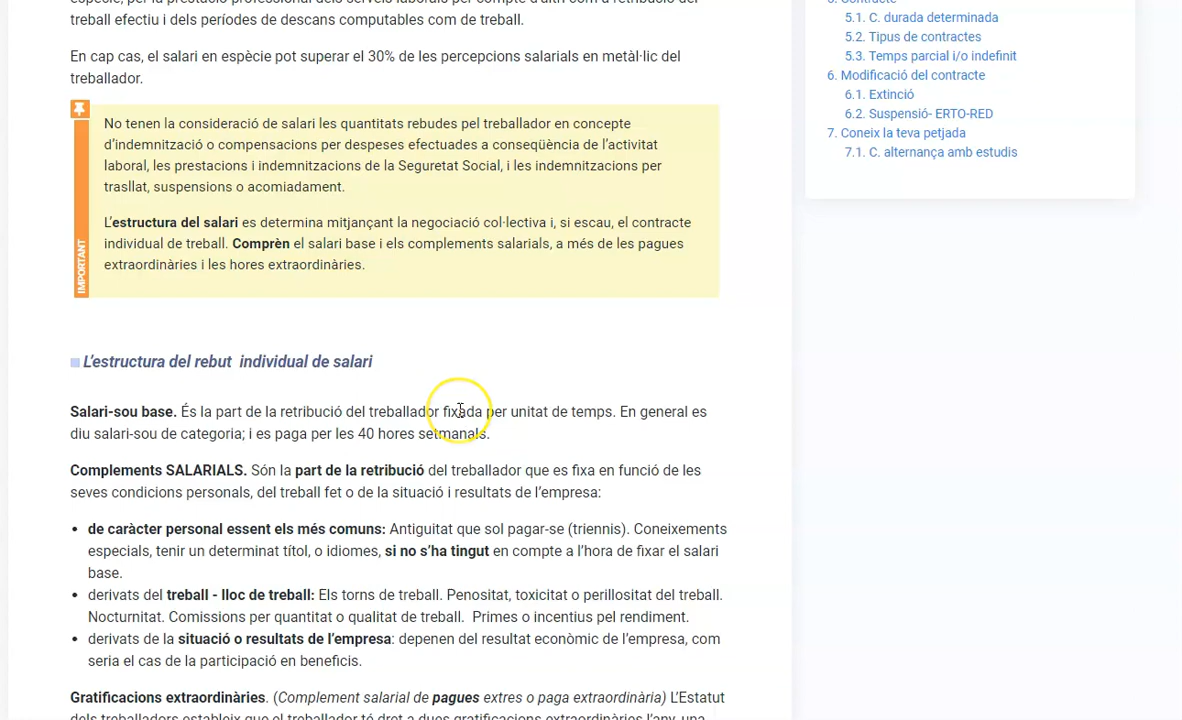 espècie, per la prestació professional dels serveis laborals per compte d'altri com a retribució del
treball efectiu i dels períodes de descans computables com de treball.
En cap cas, el salari en espècie pot superar el 30% de les percepcions salarials en metàl·lic del
treballador.
IMPORTANT
No tenen la consideració de salari les quantitats rebudes pel treballador en concepte
d'indemnització o compensacions per despeses efectuades a conseqüència de l'activitat
laboral, les prestacions i indemnitzacions de la Seguretat Social, i les indemnitzacions per
trasllat, suspensions o acomiadament.
L'estructura del salari es determina mitjançant la negociació col·lectiva i, si escau, el contracte
individual de treball. Comprèn el salari base i els complements salarials, a més de les pagues
extraordinàries i les hores extraordinàries.
L'estructura del rebut individual de salari
Salari-sou base. És la part de la retribució del treballador fixada per unitat de temps. En general es
diu salari-sou de categoria; i es paga per les 40 hores setmanals.
Complements SALARIALS. Són la part de la retribució del treballador que es fixa en funció de les
seves condicions personals, del treball fet o de la situació i resultats de l'empresa:
• de caràcter personal essent els més comuns: Antiguitat que sol pagar-se (triennis). Coneixements
especials, tenir un determinat títol, o idiomes, si no s'ha tingut en compte a l'hora de fixar el salari
base.
• derivats del treball - lloc de treball: Els torns de treball. Penositat, toxicitat o perillositat del treball.
Nocturnitat. Comissions per quantitat o qualitat de treball. Primes o incentius pel rendiment.
• derivats de la situació o resultats de l'empresa: depenen del resultat econòmic de l'empresa, com
seria el cas de la participació en beneficis.
Gratificacions extraordinàries. (Complement salarial de pagues extres o paga extraordinària) L'Estatut
dels treballadors estableix que el treballador té dret a dues gratificacions extraordinàries l'any, una
5. Contracte
5.1. C. durada determinada
5.2. Tipus de contractes
5.3. Temps parcial i/o indefinit
6. Modificació del contracte
6.1. Extinció
6.2. Suspensió- ERTO-RED
7. Coneix la teva petjada
7.1. C. alternança amb estudis